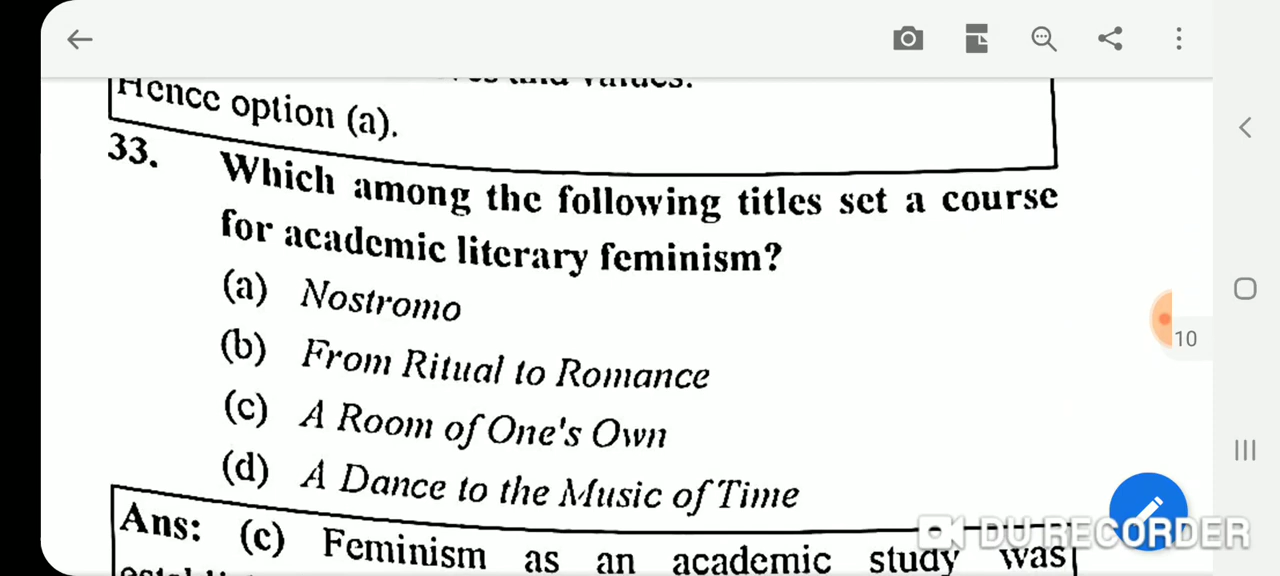 values.
Hence option (a).
33. Which among the following titles set a course
for academic literary feminism?
(a) Nostromo
(b) From Ritual to Romance
(c) A Room of One's Own
(d) A Dance to the Music of Time
Ans: (c) Feminism as an academic study was
10
DU RECORDER